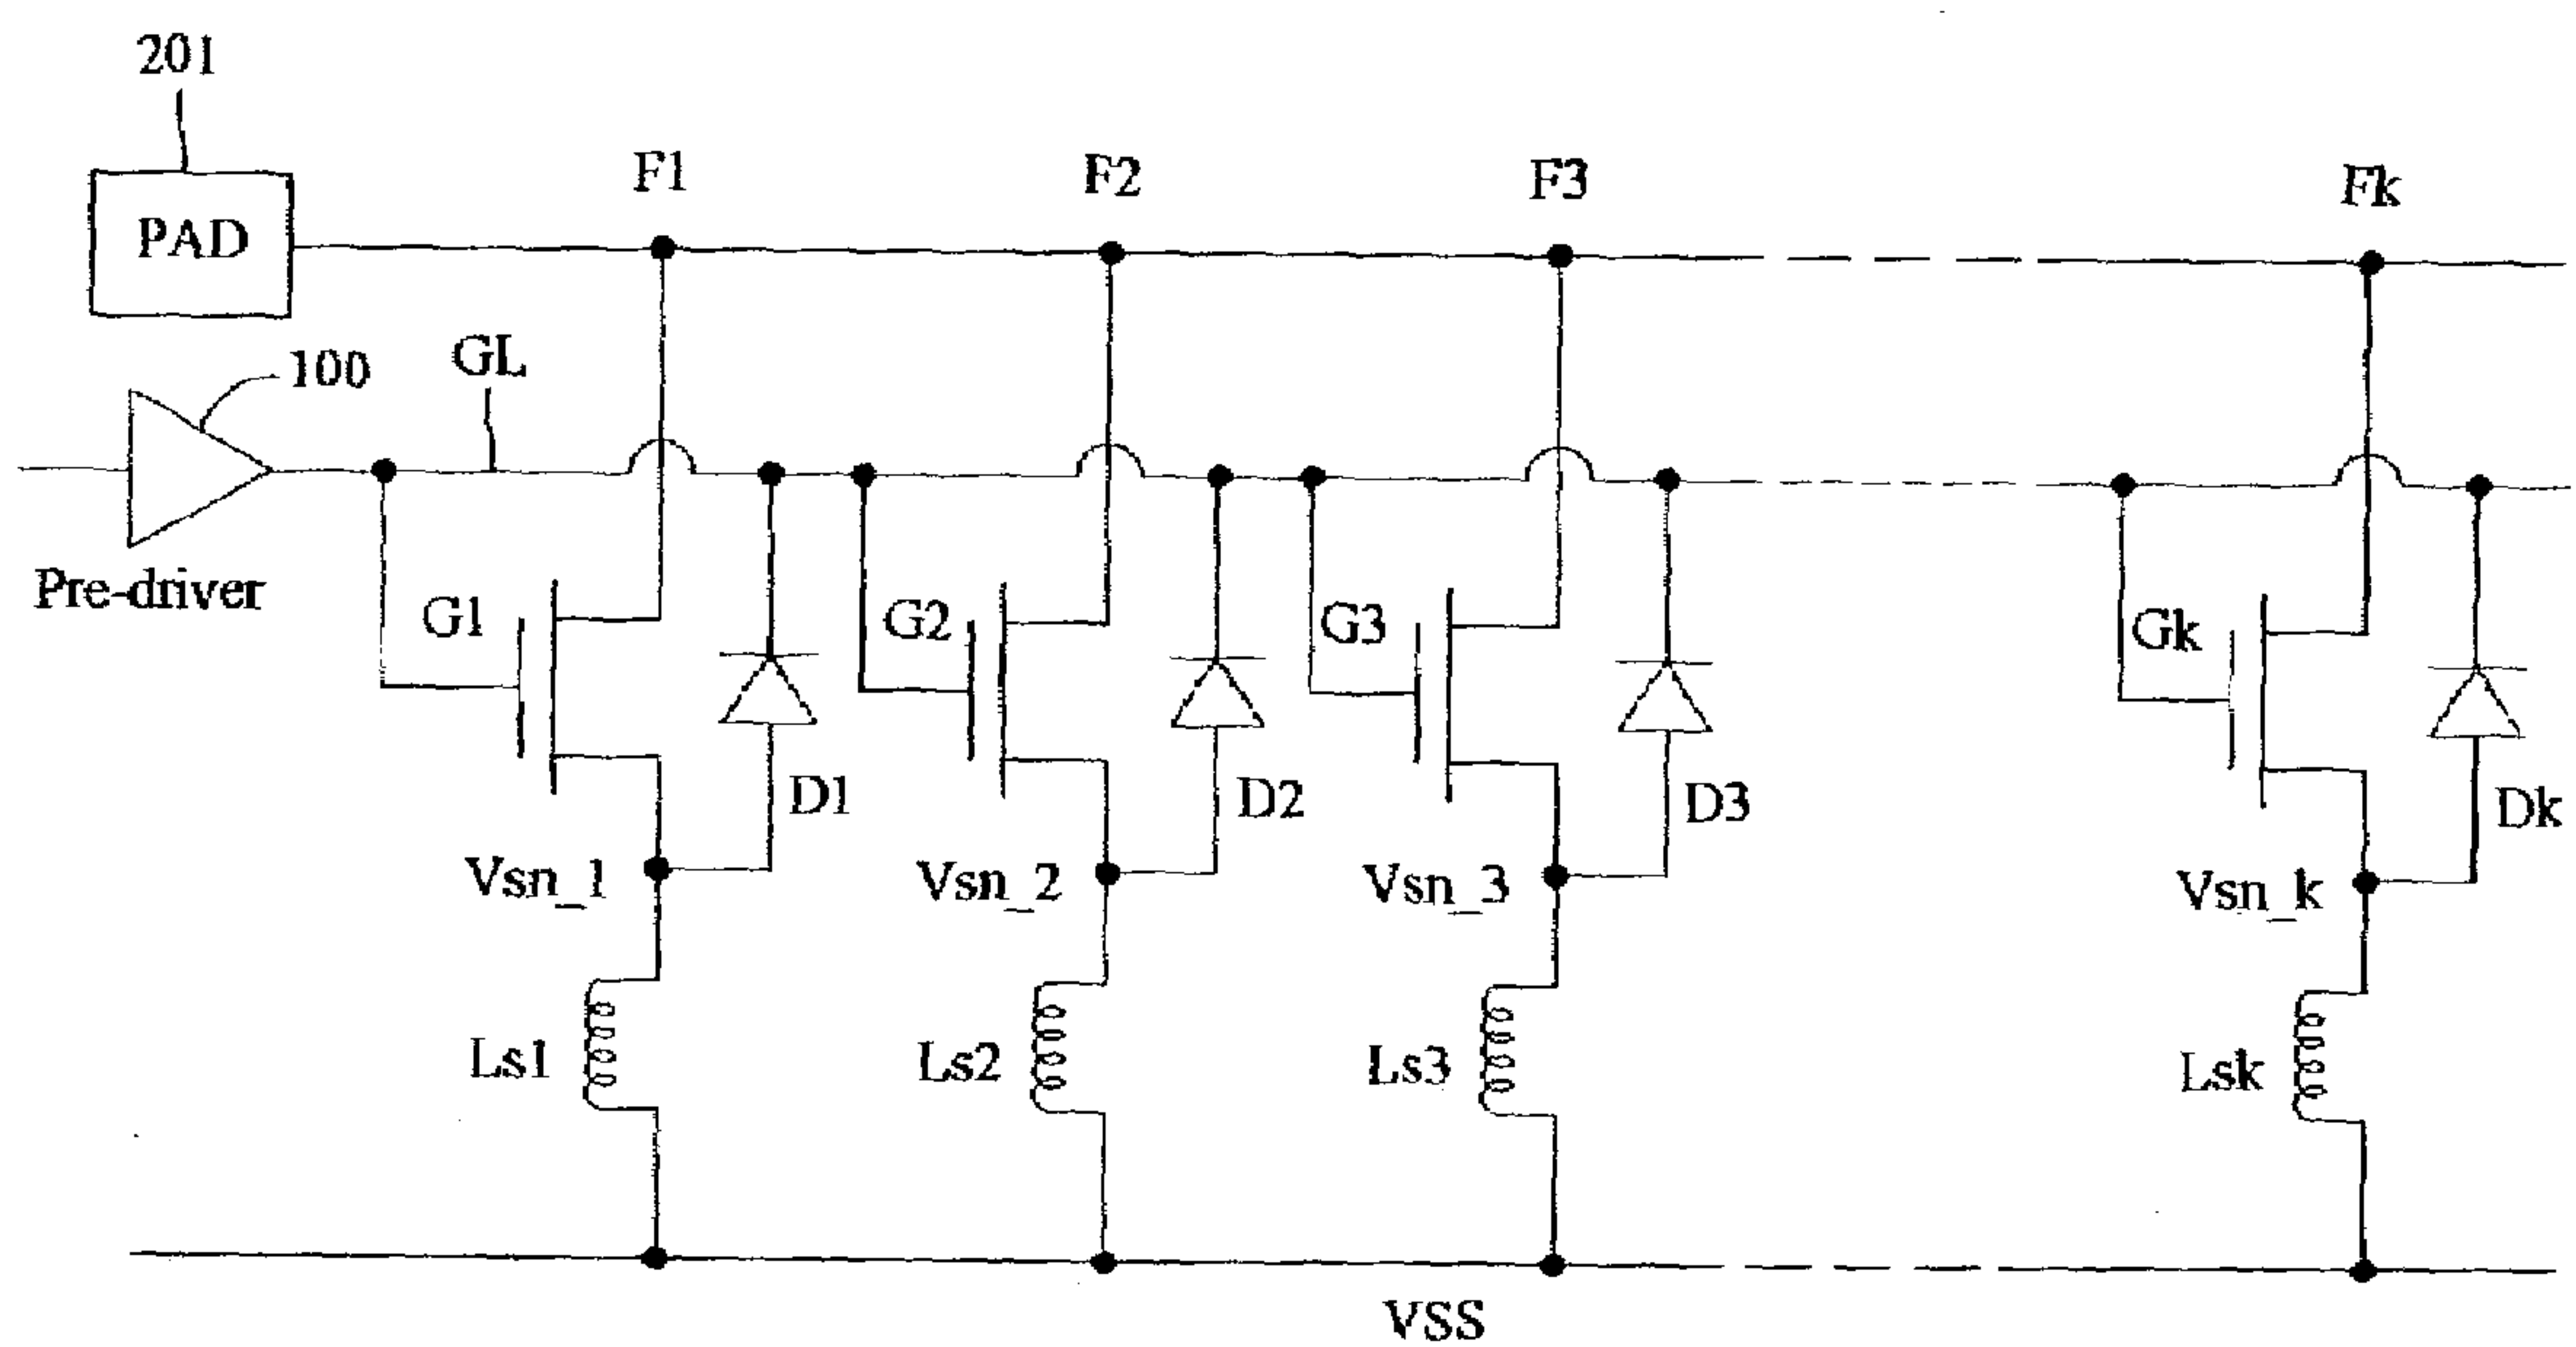 201
F1 F2 F3 Fk
PAD
100 GL
Pre-driver
G1 G2 G3 Gk
D1 D2 D3 Dk
Vsn_1 Vsn_2 Vsn_3 Vsn_k
Ls1 Ls2 Ls3 Lsk
VSS